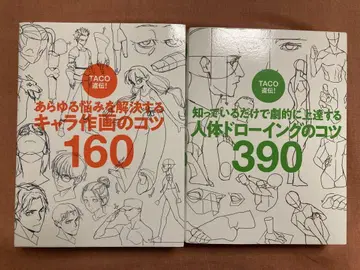 TACO
直伝!
あらゆる悩みを解決する
キャラ作画のコツ
160
TACO
直伝!
知っているだけで劇的に上達する
人体ドローイングのコツ
390